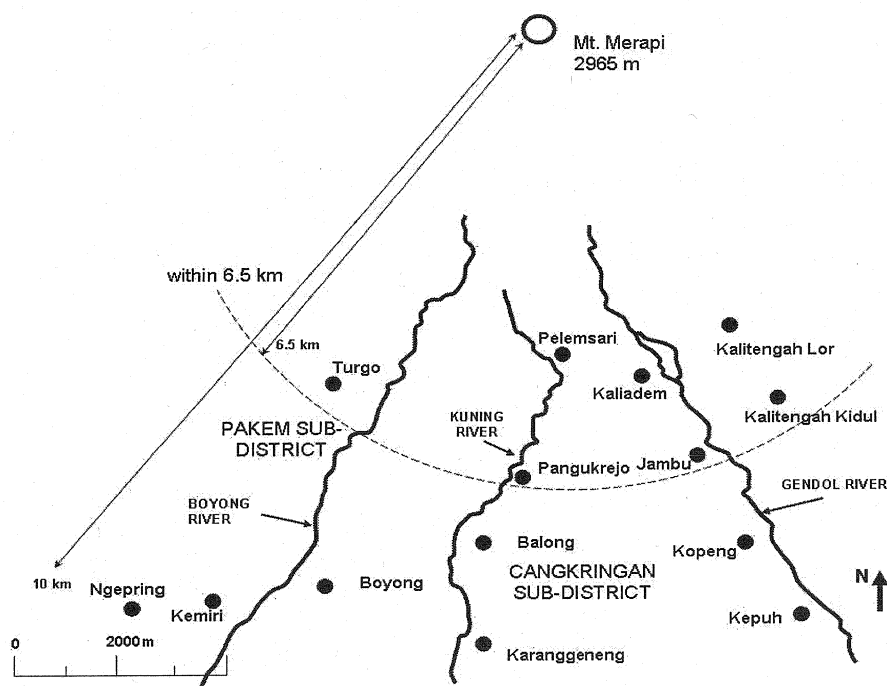 Mt. Merapi
2965 m
within 6.5 km
6.5 km
Turgo
Pelemsari
Kaliadem
Kalitengah Lor
Kalitengah Kidul
PAKEM SUB-
DISTRICT
KUNING
RIVER
Pangukrejo
Jambu
GENDOL RIVER
BOYONG
RIVER
Balong
Kopeng
CANGKRINGAN
SUB-DISTRICT
N
10 km
Ngepring
Kemiri
Boyong
Kepuh
Karanggeneng
0
2000 m